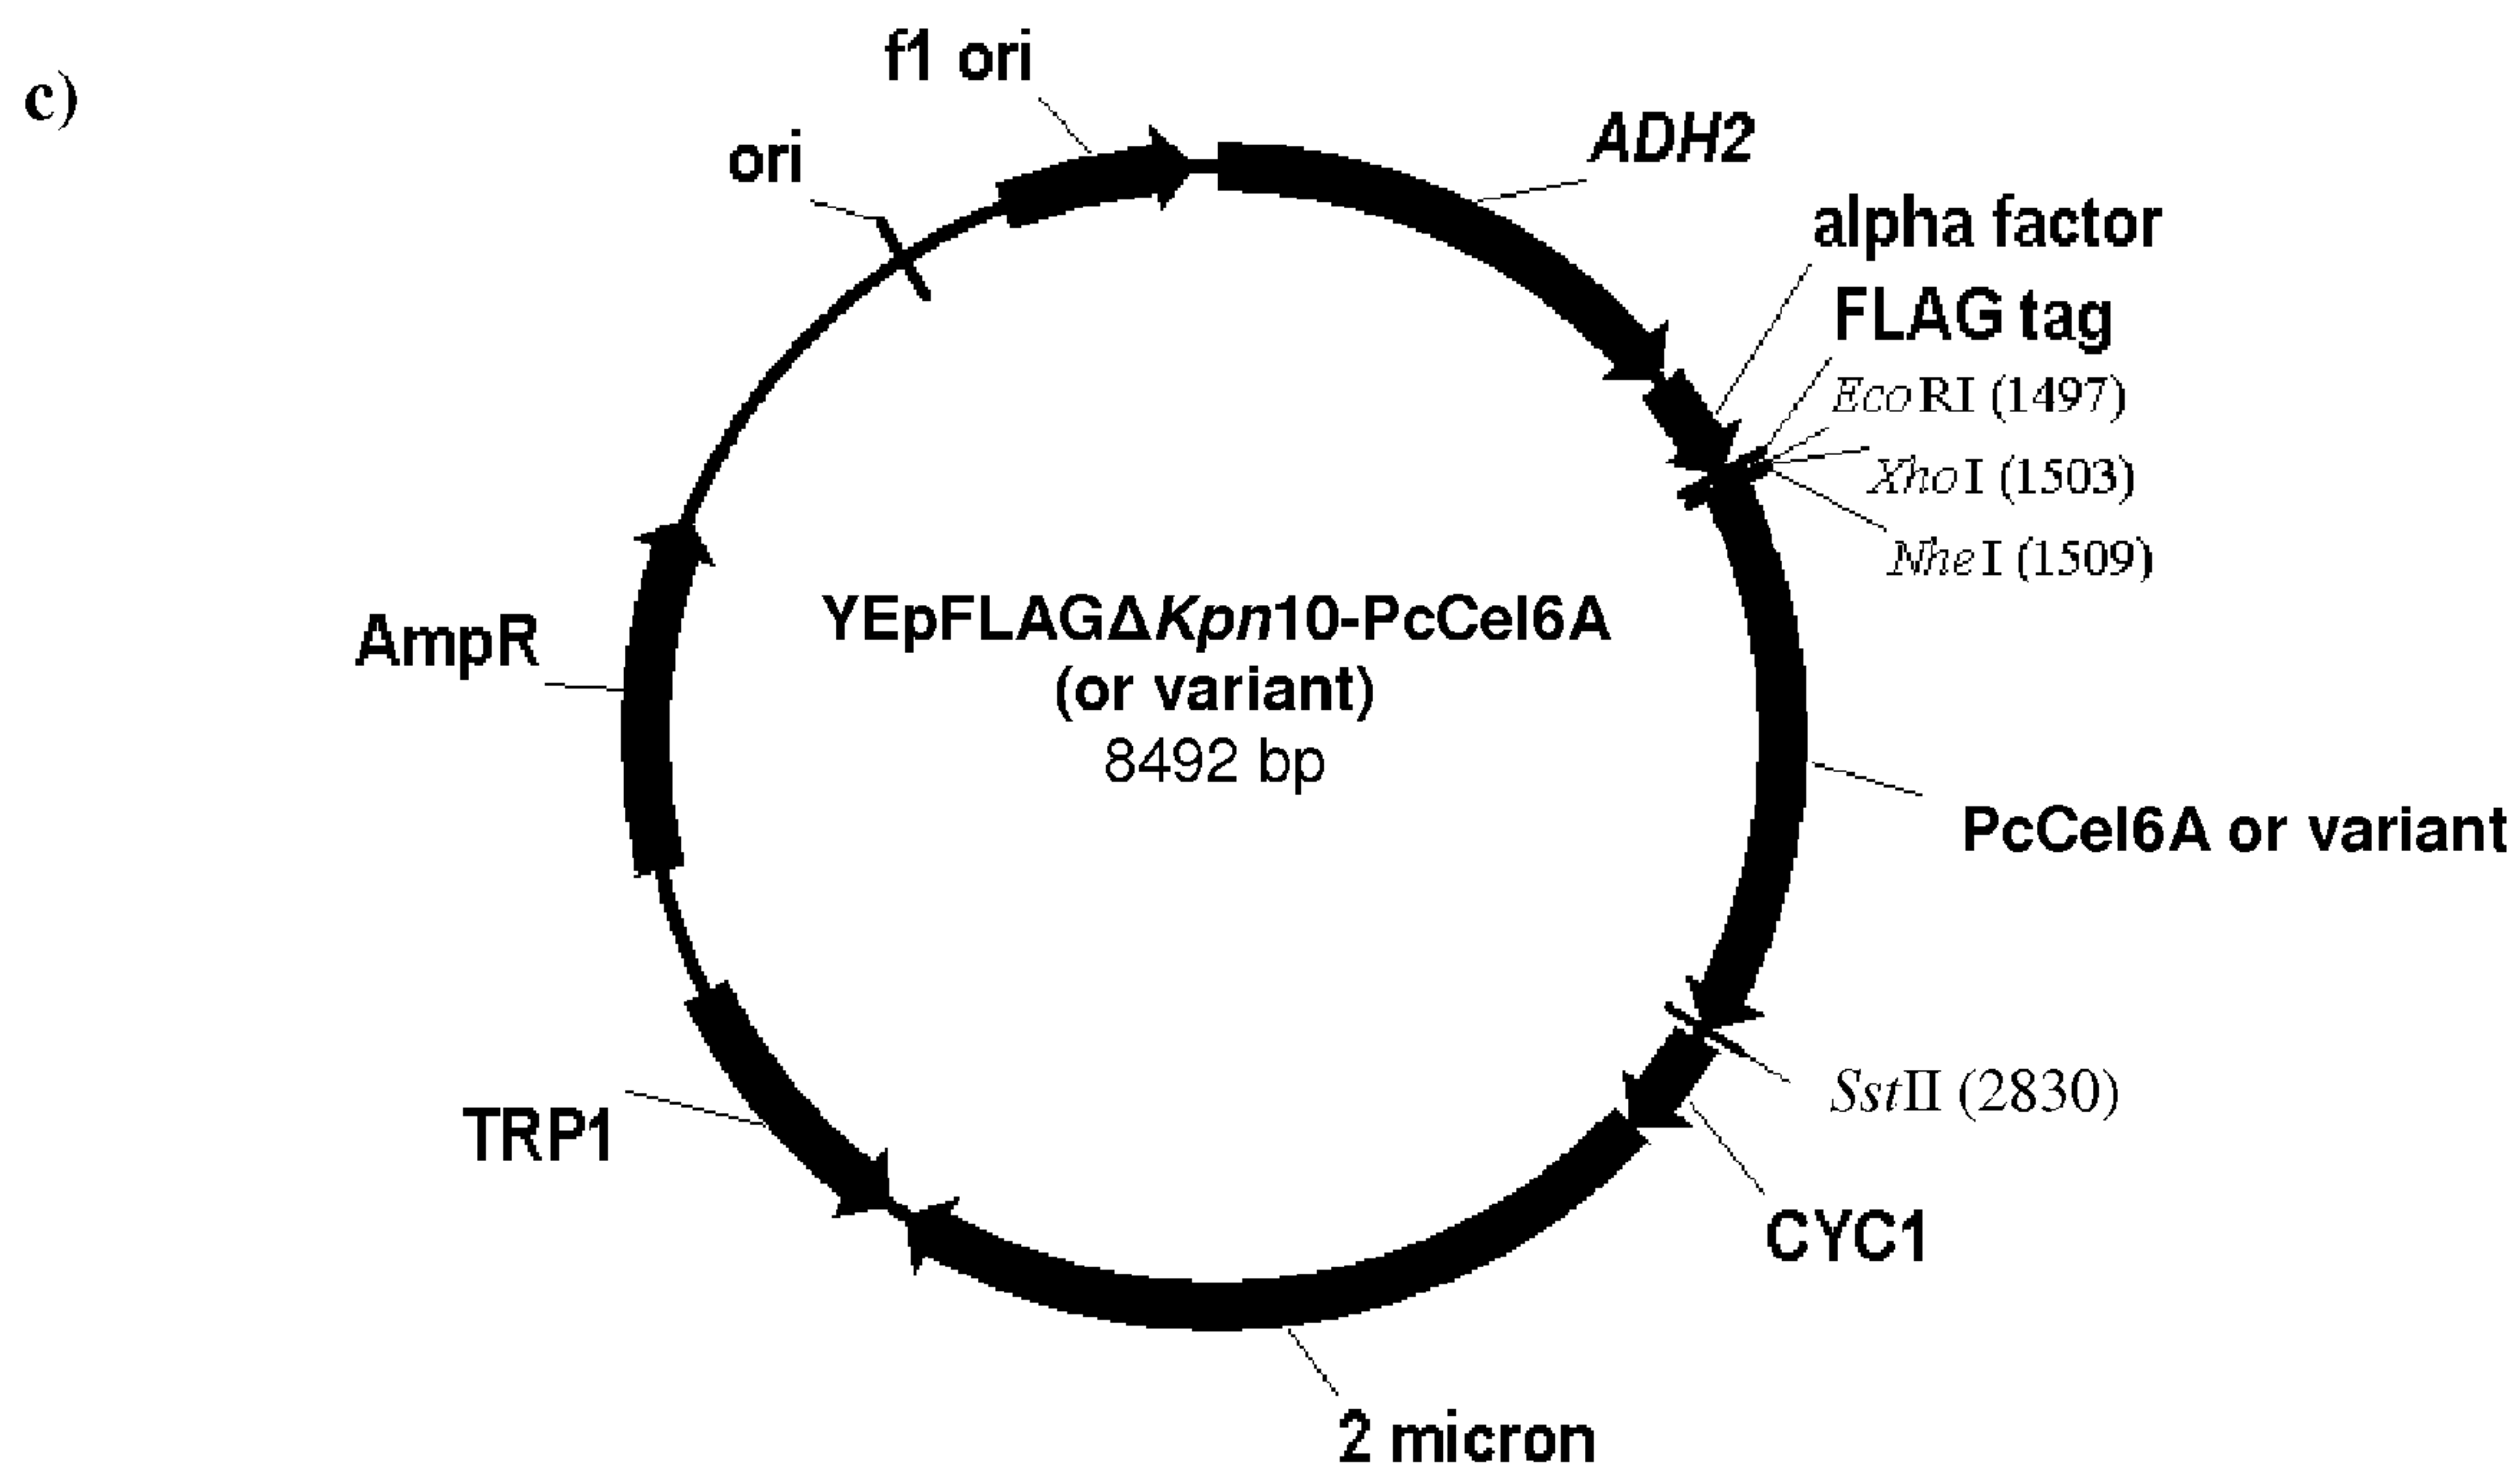 c)
f1 ori
ori
ADH2
alpha factor
FLAG tag
EcoRI (1497)
XhoI (1503)
NheI (1509)
YEpFLAGΔKpn10-PcCel6A
(or variant)
8492 bp
AmpR
PcCel6A or variant
SstII (2830)
TRP1
CYC1
2 micron